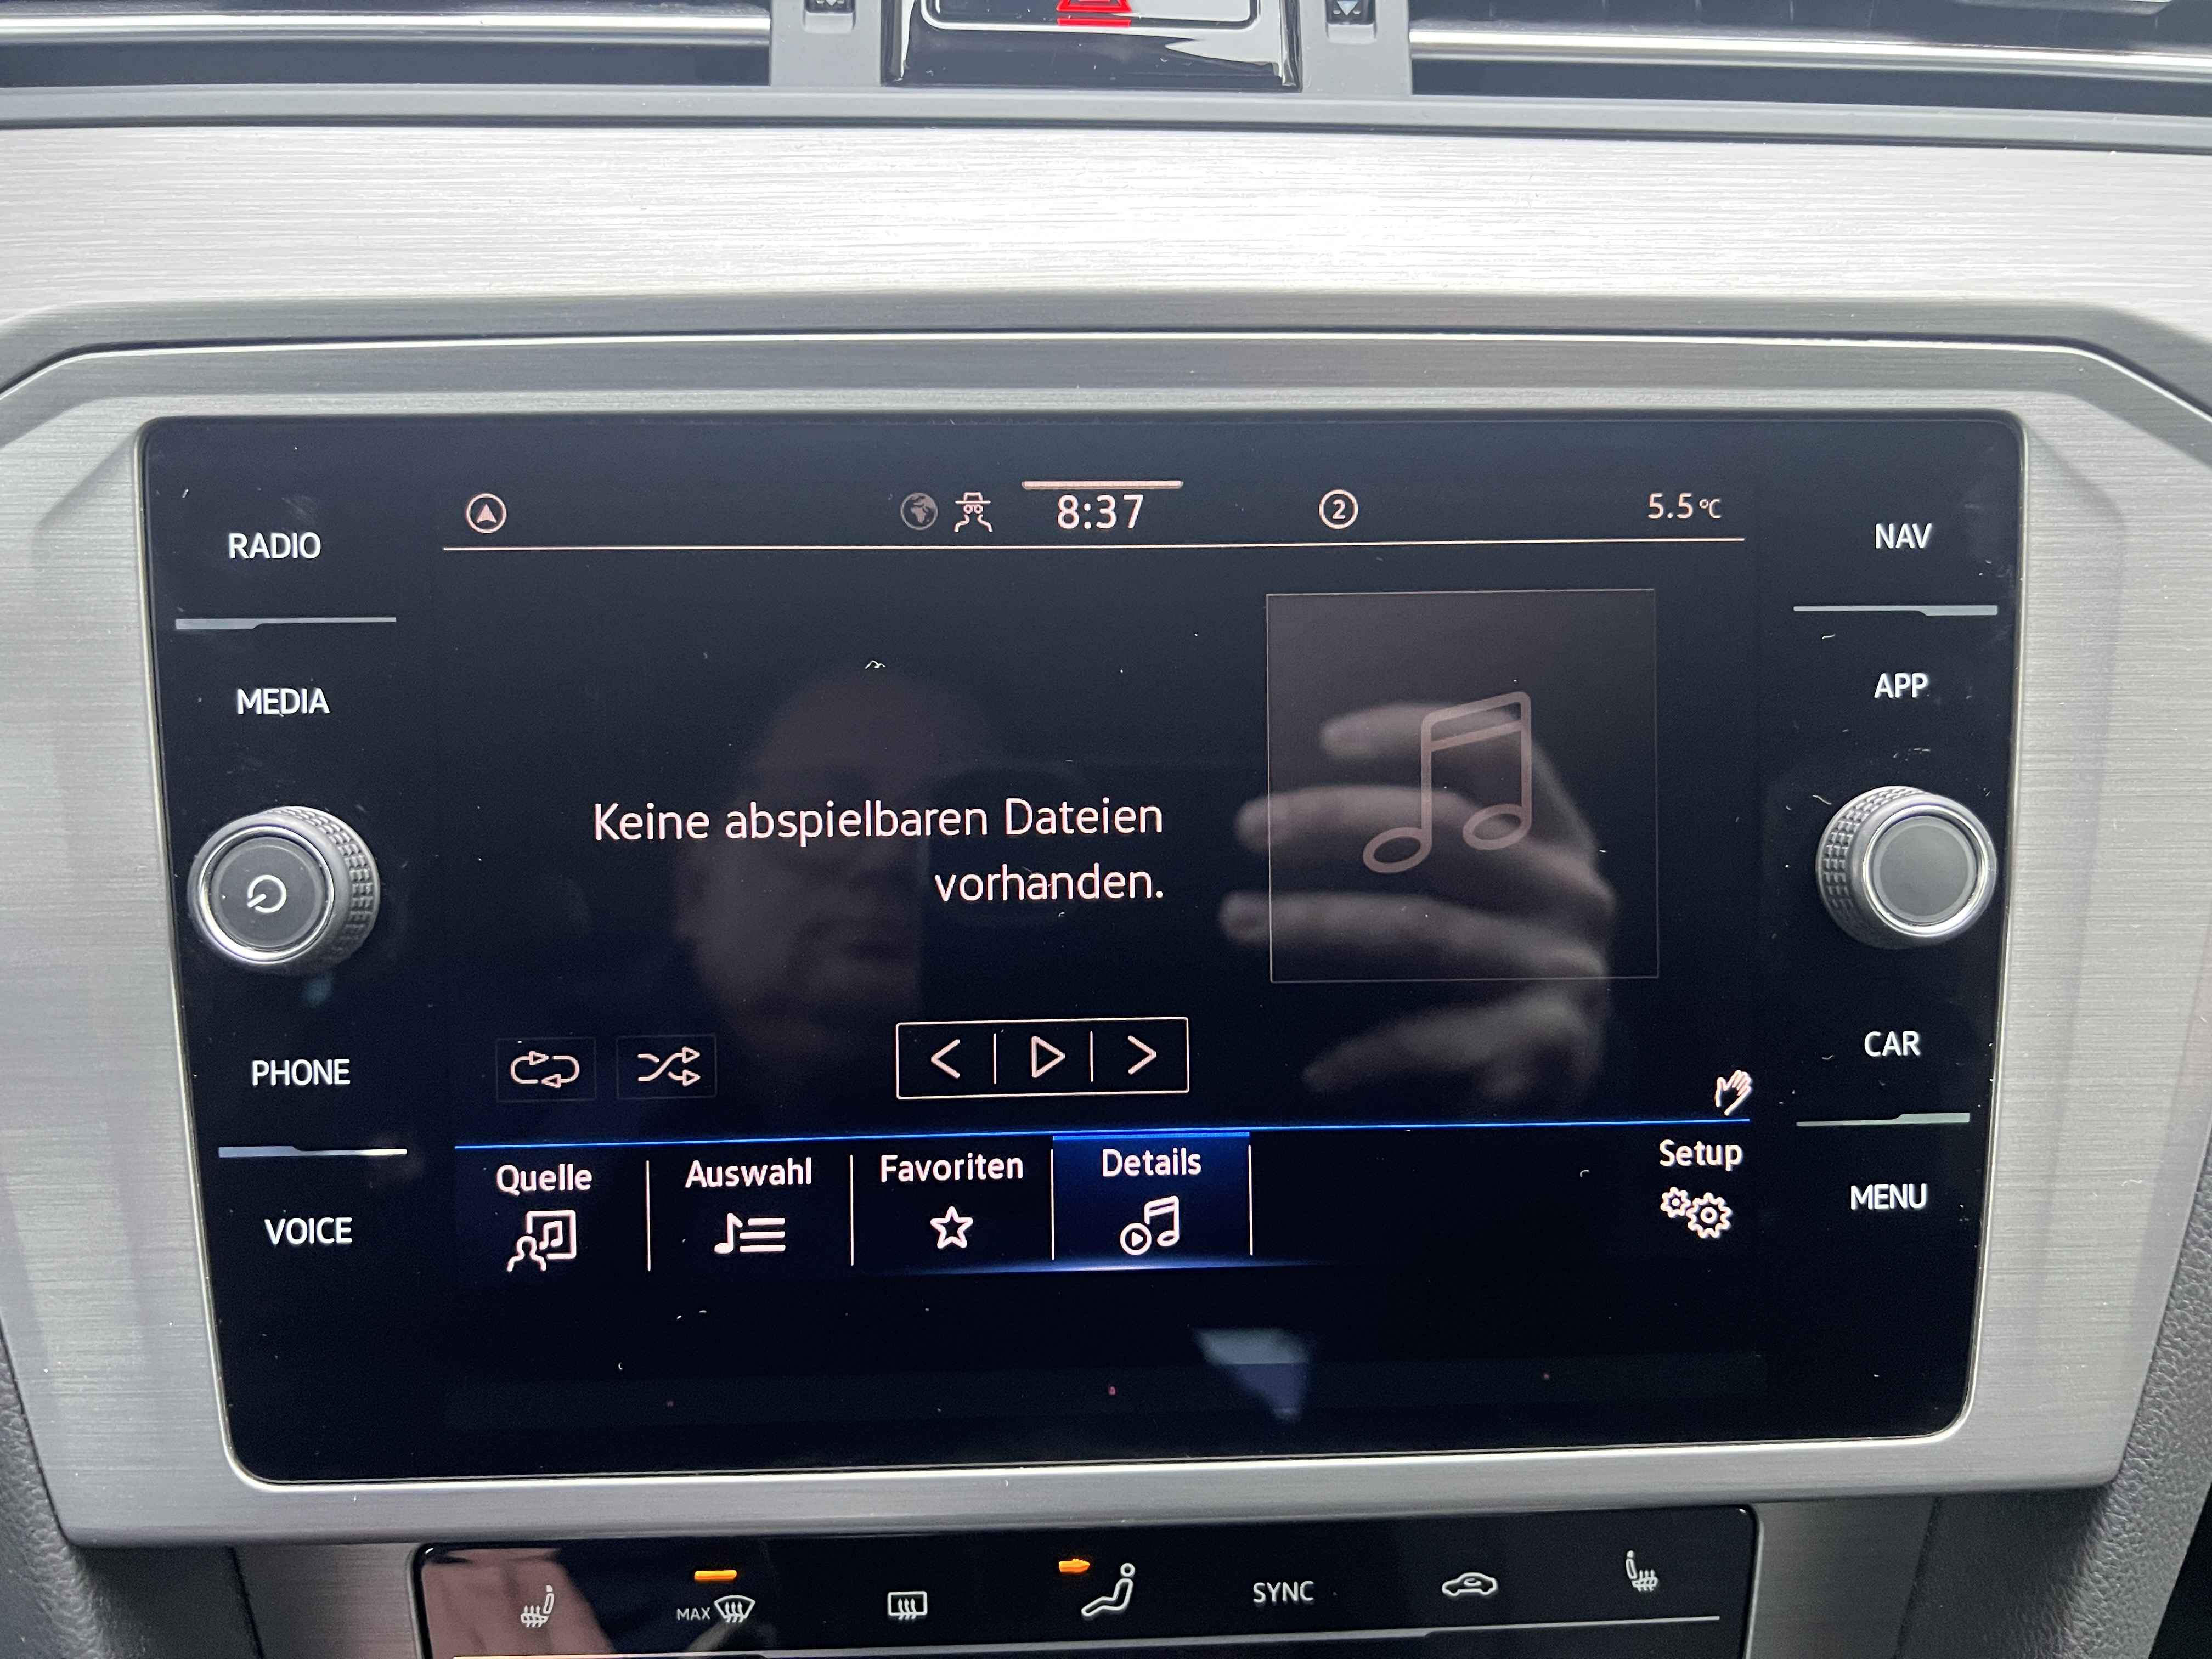 RADIO
MEDIA
PHONE
VOICE
8:37
2
5.5°C
Keine abspielbaren Dateien
vorhanden.
Quelle
Auswahl
Favoriten
Details
Setup
NAV
APP
CAR
MENU
MAX
SYNC